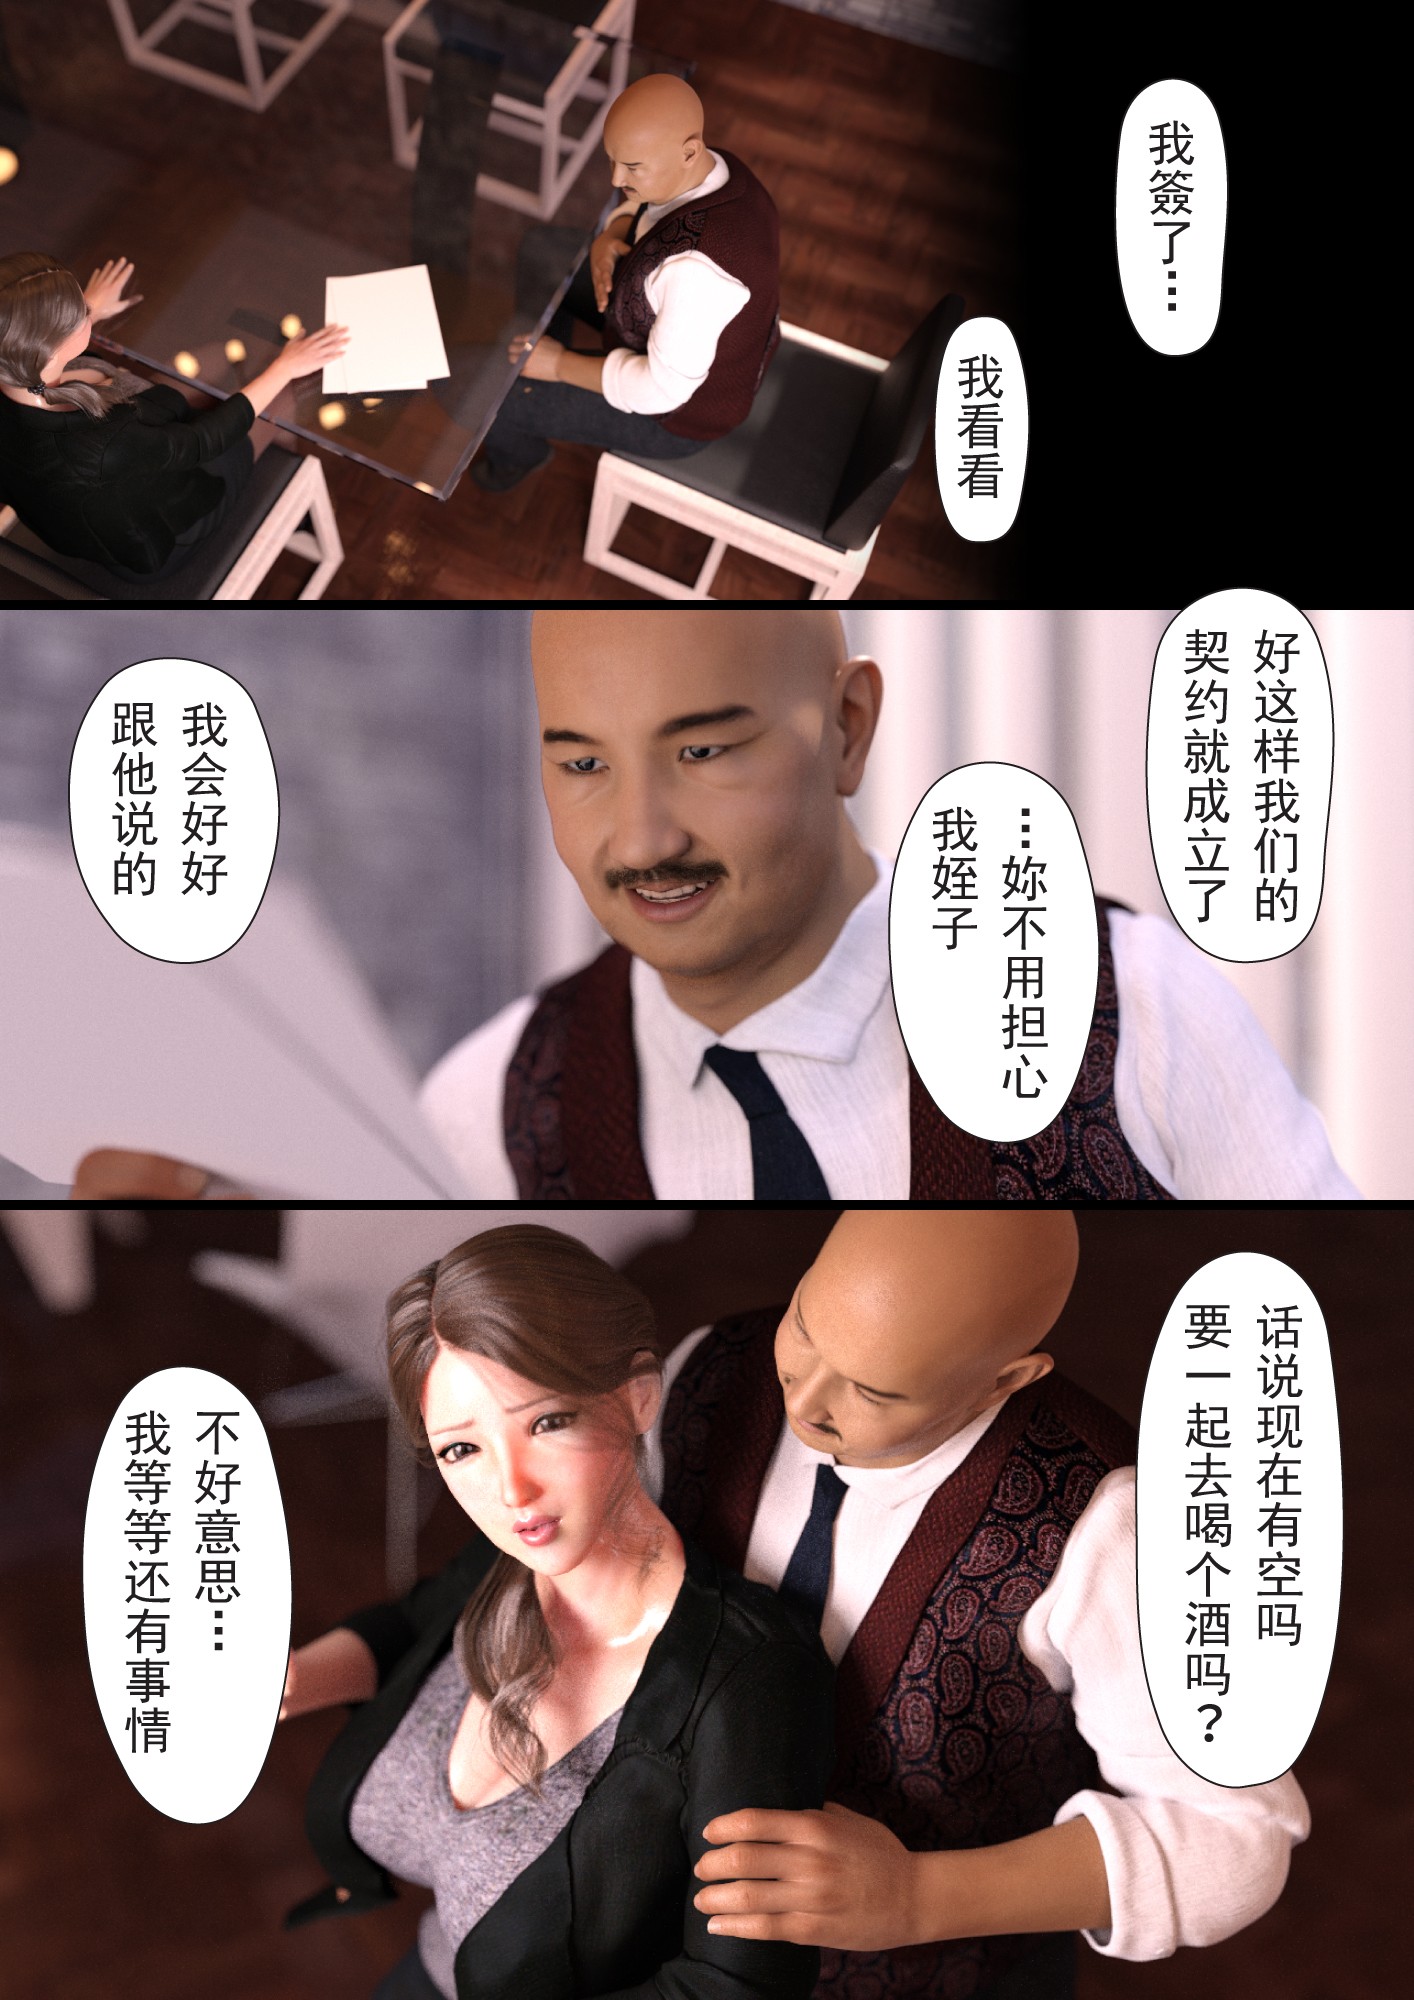 我簽了…
我看看
好这样我们的
契约就成立了
…妳不用担心
我姪子
我会好好
跟他说的
话说现在有空吗
要一起去喝个酒吗？
不好意思…
我等等还有事情